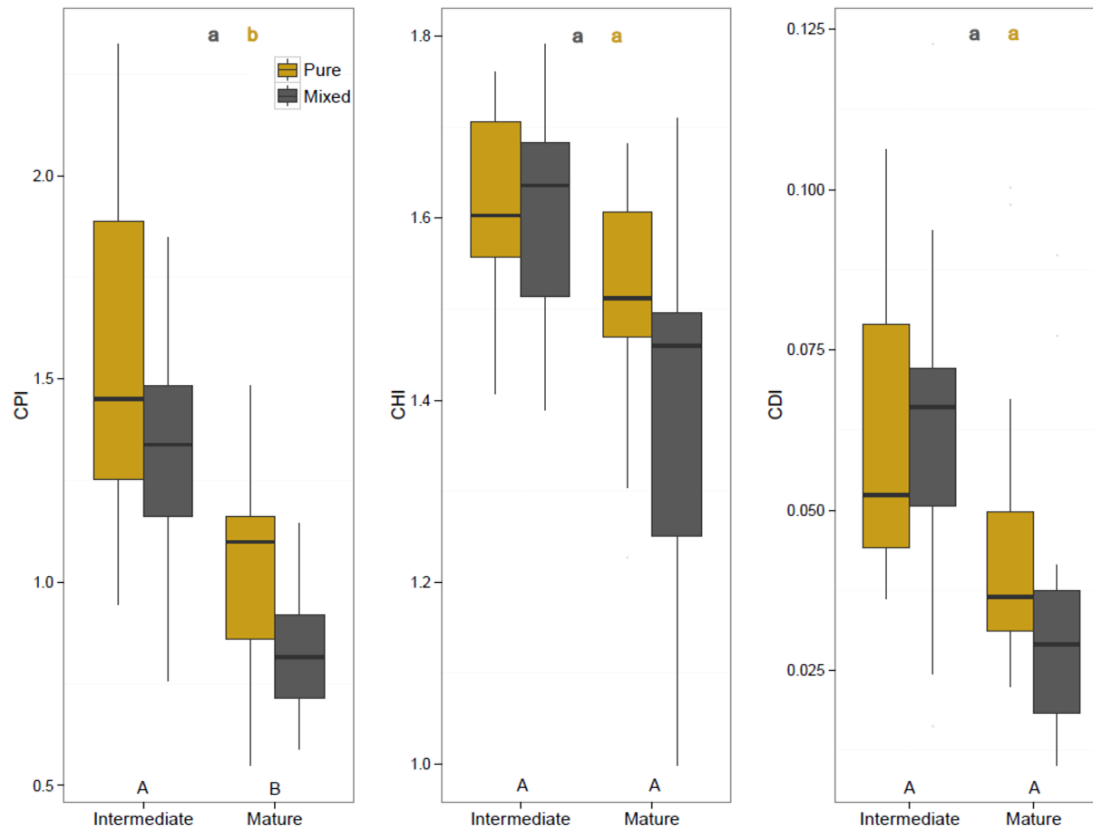 a b
Pure
Mixed
CPI
2.0
1.5
1.0
0.5
A B
Intermediate Mature
a a
CHI
1.8
1.6
1.4
1.2
1.0
A A
Intermediate Mature
a a
CDI
0.125
0.100
0.075
0.050
0.025
A A
Intermediate Mature